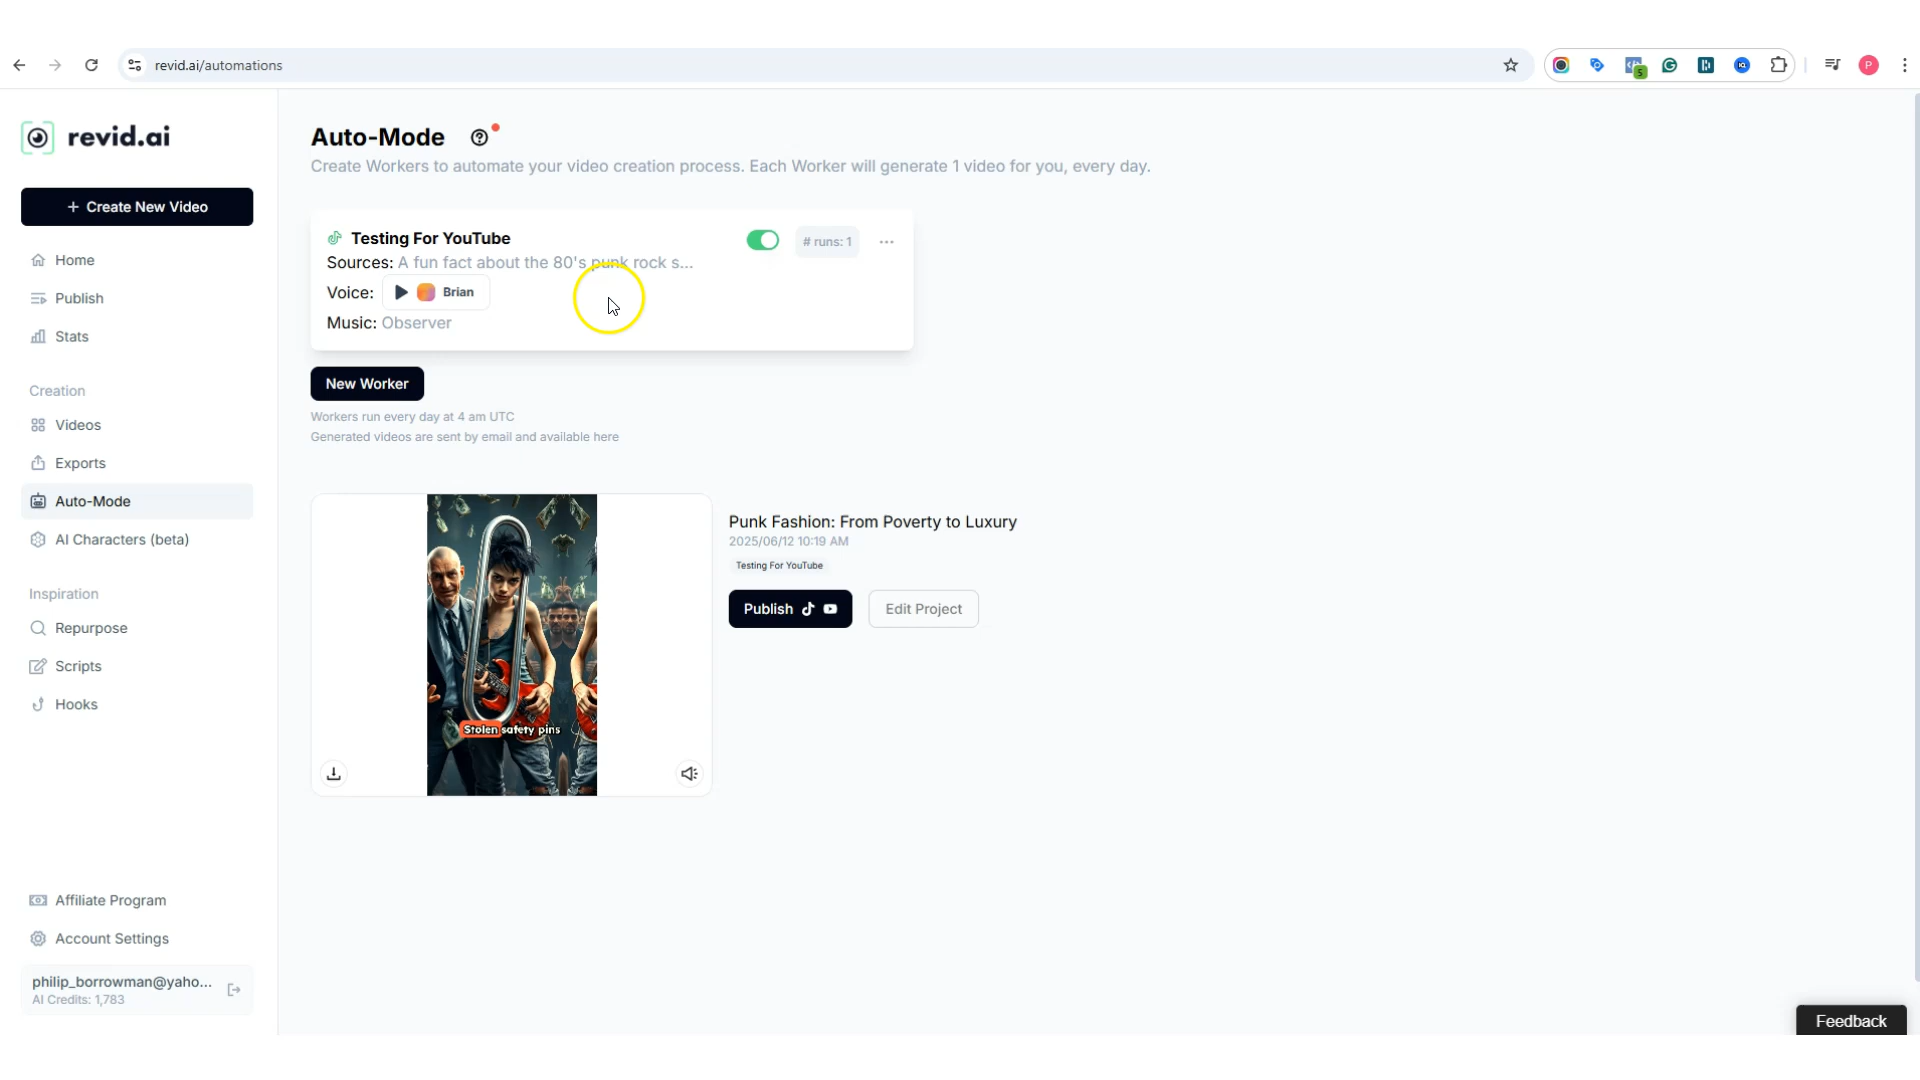 revid.ai/automations
5
P
revid.ai
Auto-Mode
Create Workers to automate your video creation process. Each Worker will generate 1 video for you, every day.
+ Create New Video
Home
Publish
Stats
Creation
Videos
Exports
Auto-Mode
AI Characters (beta)
Inspiration
Repurpose
Scripts
Hooks
Affiliate Program
Account Settings
philip_borrowman@yaho...
AI Credits: 1,783
Testing For YouTube
# runs: 1
Sources: A fun fact about the 80's punk rock s...
Voice: Brian
Music: Observer
New Worker
Workers run every day at 4 am UTC
Generated videos are sent by email and available here
Stolen safety pins
Punk Fashion: From Poverty to Luxury
2025/06/12 10:19 AM
Testing For YouTube
Publish
Edit Project
Feedback